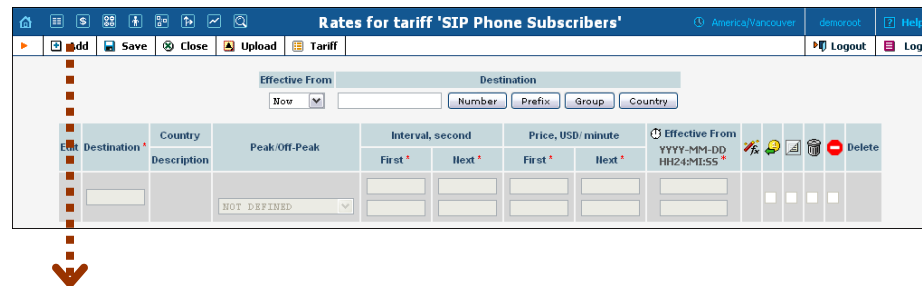 Rates for tariff 'SIP Phone Subscribers' America/Vancouver demoroot Help
Add Save Close Upload Tariff Logout Log
Effective From Destination
Now Number Prefix Group Country
Edit Destination * Country Description Peak/Off-Peak Interval, second First * Next * Price, USD/minute First * Next * Effective From YYYY-MM-DD HH24:MI:SS * Delete
NOT DEFINED